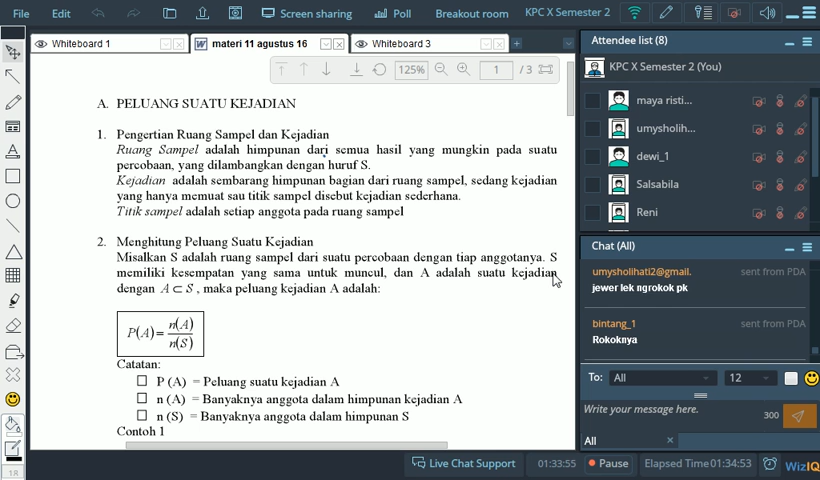 File Edit Screen sharing Poll Breakout room KPC X Semester 2
Whiteboard 1 materi 11 agustus 16 Whiteboard 3
125% 1 / 3
A. PELUANG SUATU KEJADIAN
1. Pengertian Ruang Sampel dan Kejadian
Ruang Sampel adalah himpunan dari semua hasil yang mungkin pada suatu
percobaan, yang dilambangkan dengan huruf S.
Kejadian adalah sembarang himpunan bagian dari ruang sampel, sedang kejadian
yang hanya memuat sau titik sampel disebut kejadian sederhana.
Titik sampel adalah setiap anggota pada ruang sampel
2. Menghitung Peluang Suatu Kejadian
Misalkan S adalah ruang sampel dari suatu percobaan dengan tiap anggotanya. S
memiliki kesempatan yang sama untuk muncul, dan A adalah suatu kejadian
dengan A ⊂ S , maka peluang kejadian A adalah:
P(A) = n(A)/n(S)
Catatan:
P (A) = Peluang suatu kejadian A
n (A) = Banyaknya anggota dalam himpunan kejadian A
n (S) = Banyaknya anggota dalam himpunan S
Contoh 1
Attendee list (8)
KPC X Semester 2 (You)
maya risti...
umysholih...
dewi_1
Salsabila
Reni
Chat (All)
umysholihati2@gmail. sent from PDA
jewer lek ngrokok pk
bintang_1 sent from PDA
Rokoknya
To: All 12
Write your message here. 300
All
Live Chat Support 01:33:55 Pause Elapsed Time 01:34:53 WizIQ
18